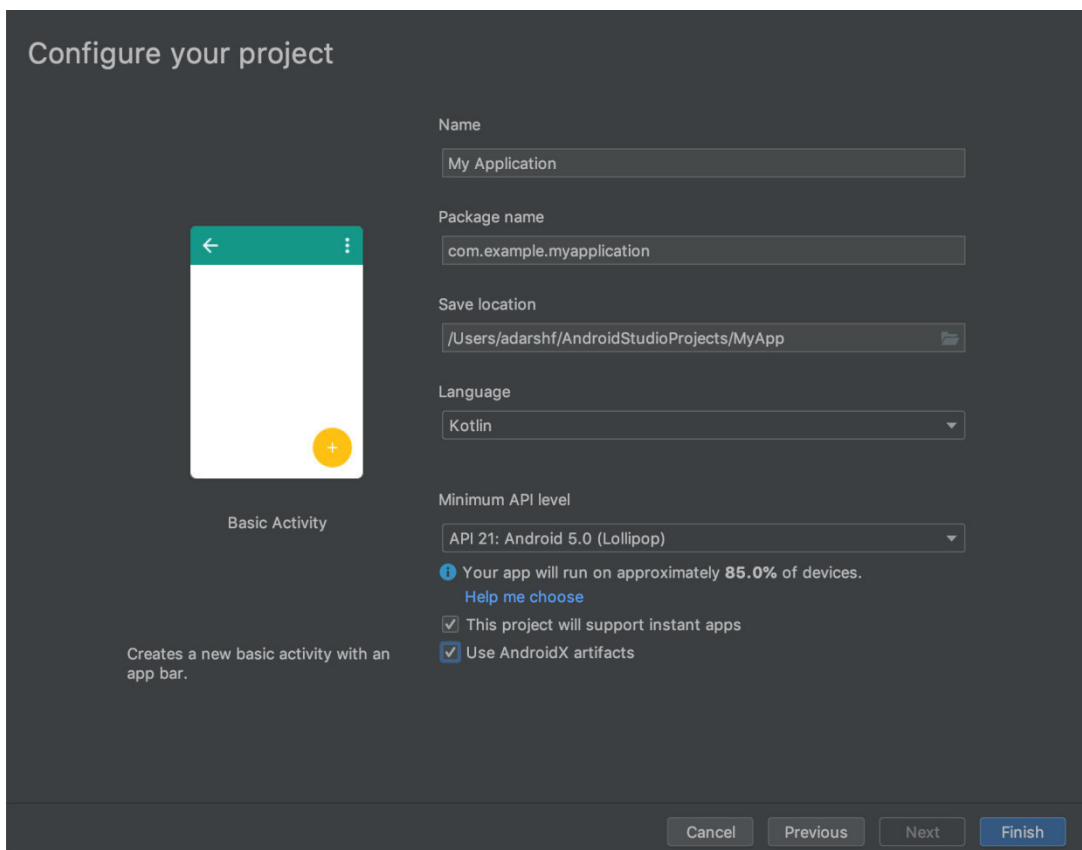 Configure your project
Name
My Application
Package name
com.example.myapplication
Save location
/Users/adarshf/AndroidStudioProjects/MyApp
Language
Kotlin
Basic Activity
Minimum API level
API 21: Android 5.0 (Lollipop)
Your app will run on approximately 85.0% of devices.
Help me choose
This project will support instant apps
Use AndroidX artifacts
Creates a new basic activity with an
app bar.
Cancel
Previous
Next
Finish